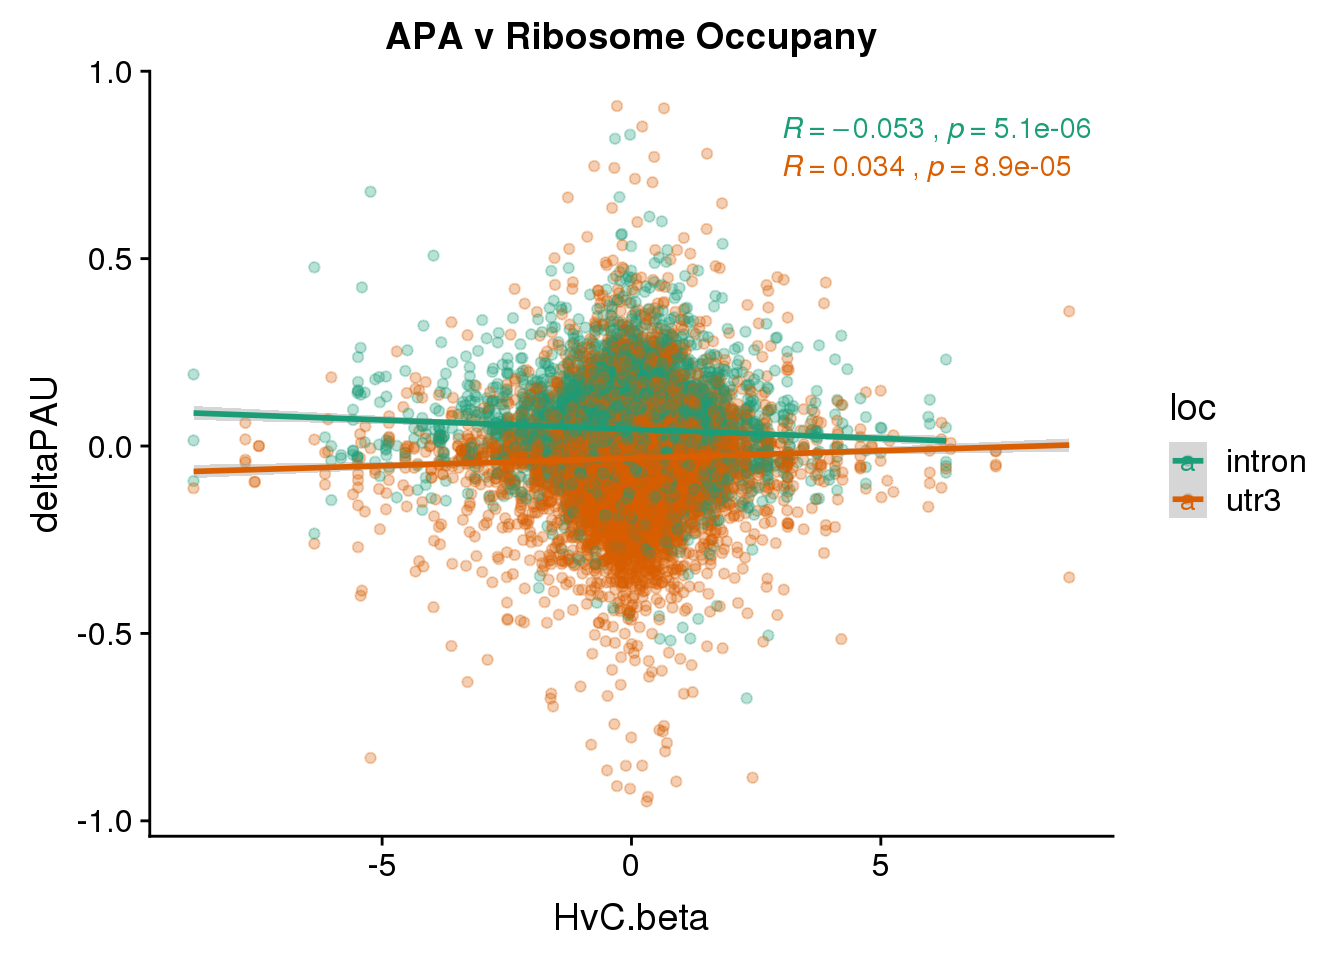 APA v Ribosome Occupany
1.0
R = −0.053 , p = 5.1e-06
R = 0.034 , p = 8.9e-05
0.5
deltaPAU
0.0
loc
a intron
a utr3
-0.5
-1.0
-5 0 5
HvC.beta